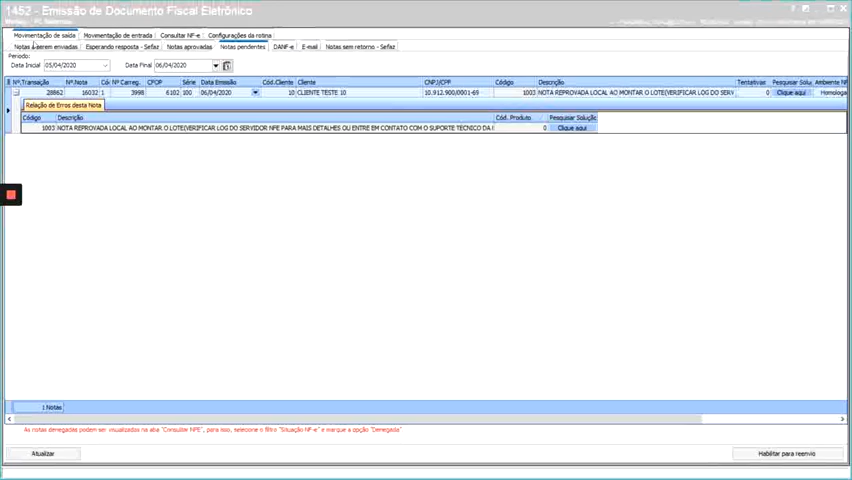 1452 - Emissão de Documento Fiscal Eletrônico
Movimentação de saída Movimentação de entrada Consultar NF-e Configurações da rotina
Notas a serem enviadas Esperando resposta - Sefaz Notas aprovadas Notas pendentes DANF-e E-mail Notas sem retorno - Sefaz
Período:
Data Inicial 05/04/2020 Data Final 06/04/2020
Nº.Transação Nº.Nota Có Nº Carreg. CFOP Série Data Emissão Cód.Cliente Cliente CNPJ/CPF Descrição Tentativas Pesquisar Solu Ambiente NF
28862 16032 1 3998 6102 100 06/04/2020 10 CLIENTE TESTE 10 10.912.900/0001-69 1003 NOTA REPROVADA LOCAL AO MONTAR O LOTE(VERIFICAR LOG DO SERV 0 Clique aqui Homologa
Relação de Erros desta Nota
Código Descrição Cód. Produto Pesquisar Solução
1003 NOTA REPROVADA LOCAL AO MONTAR O LOTE(VERIFICAR LOG DO SERVIDOR NFE PARA MAIS DETALHES OU ENTRE EM CONTATO COM O SUPORTE TÉCNICO DA 0 Clique aqui
1 Notas
As notas denegadas podem ser visualizadas na aba "Consultar NFE", para isso, selecione o filtro "Situação NF-e" e marque a opção "Denegada"
Atualizar Habilitar para reenvio